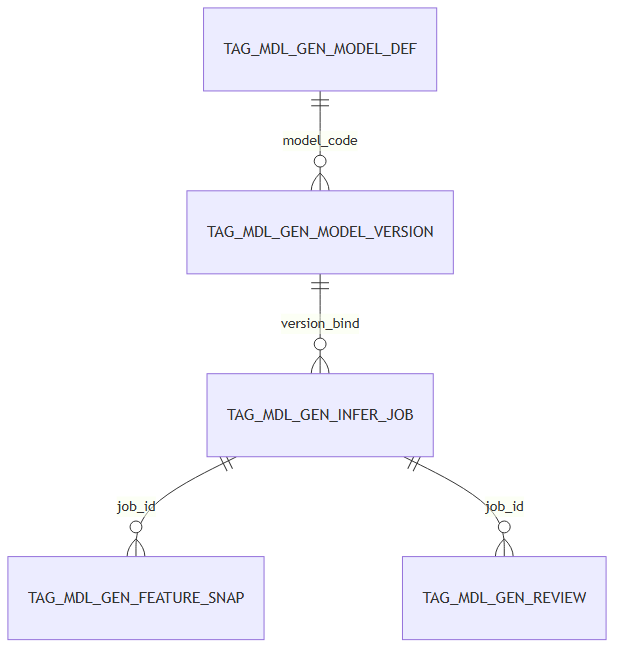 TAG_MDL_GEN_MODEL_DEF
model_code
TAG_MDL_GEN_MODEL_VERSION
version_bind
TAG_MDL_GEN_INFER_JOB
job_id
job_id
TAG_MDL_GEN_FEATURE_SNAP
TAG_MDL_GEN_REVIEW